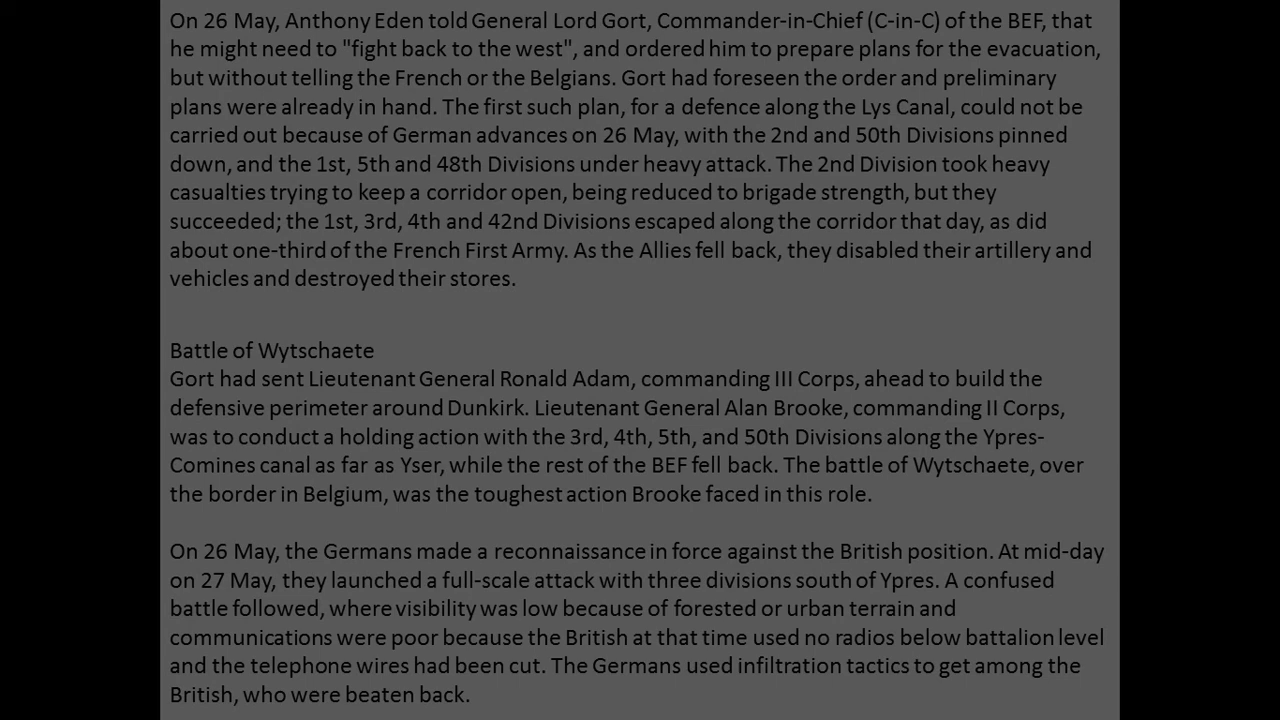 On 26 May, Anthony Eden told General Lord Gort, Commander-in-Chief (C-in-C) of the BEF, that
he might need to "fight back to the west", and ordered him to prepare plans for the evacuation,
but without telling the French or the Belgians. Gort had foreseen the order and preliminary
plans were already in hand. The first such plan, for a defence along the Lys Canal, could not be
carried out because of German advances on 26 May, with the 2nd and 50th Divisions pinned
down, and the 1st, 5th and 48th Divisions under heavy attack. The 2nd Division took heavy
casualties trying to keep a corridor open, being reduced to brigade strength, but they
succeeded; the 1st, 3rd, 4th and 42nd Divisions escaped along the corridor that day, as did
about one-third of the French First Army. As the Allies fell back, they disabled their artillery and
vehicles and destroyed their stores.
Battle of Wytschaete
Gort had sent Lieutenant General Ronald Adam, commanding III Corps, ahead to build the
defensive perimeter around Dunkirk. Lieutenant General Alan Brooke, commanding II Corps,
was to conduct a holding action with the 3rd, 4th, 5th, and 50th Divisions along the Ypres-
Comines canal as far as Yser, while the rest of the BEF fell back. The battle of Wytschaete, over
the border in Belgium, was the toughest action Brooke faced in this role.
On 26 May, the Germans made a reconnaissance in force against the British position. At mid-day
on 27 May, they launched a full-scale attack with three divisions south of Ypres. A confused
battle followed, where visibility was low because of forested or urban terrain and
communications were poor because the British at that time used no radios below battalion level
and the telephone wires had been cut. The Germans used infiltration tactics to get among the
British, who were beaten back.